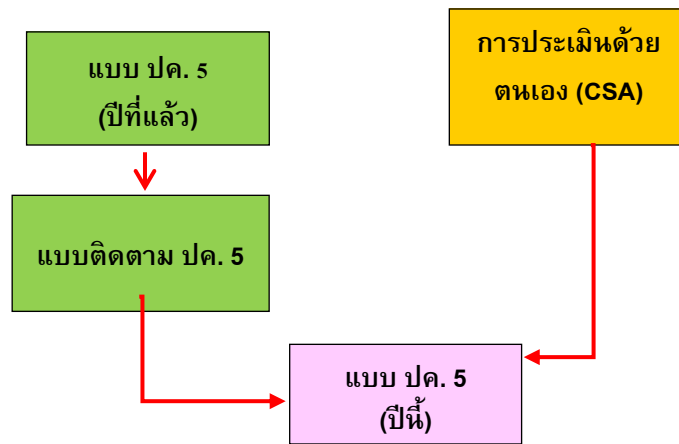 แบบ ปค. 5
(ปีที่แล้ว)
การประเมินด้วย
ตนเอง (CSA)
แบบติดตาม ปค. 5
แบบ ปค. 5
(ปีนี้)